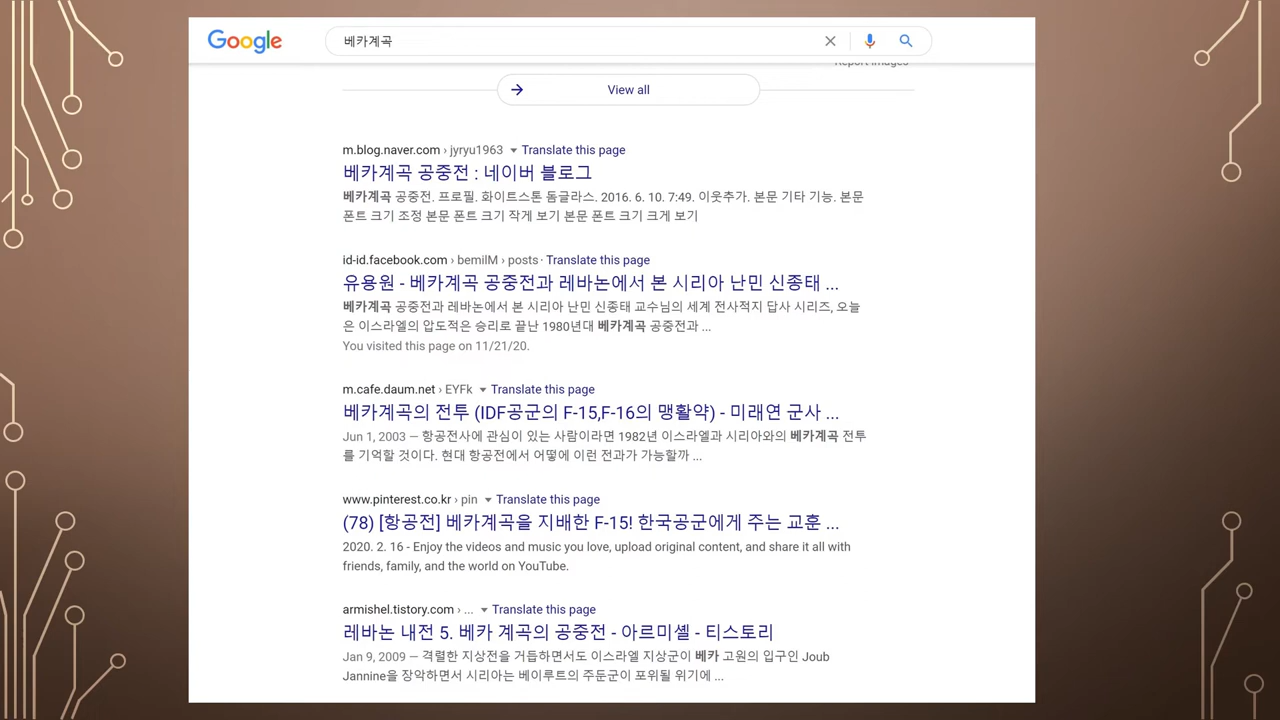 Google
베카계곡
Report images
View all
m.blog.naver.com › jyryu1963 Translate this page
베카계곡 공중전 : 네이버 블로그
베카계곡 공중전. 프로필. 화이트스톤 돔글라스. 2016. 6. 10. 7:49. 이웃추가. 본문 기타 기능. 본문
폰트 크기 조정 본문 폰트 크기 작게 보기 본문 폰트 크기 크게 보기
id-id.facebook.com › bemilM › posts · Translate this page
유용원 - 베카계곡 공중전과 레바논에서 본 시리아 난민 신종태 ...
베카계곡 공중전과 레바논에서 본 시리아 난민 신종태 교수님의 세계 전사적지 답사 시리즈, 오늘
은 이스라엘의 압도적은 승리로 끝난 1980년대 베카계곡 공중전과 ...
You visited this page on 11/21/20.
m.cafe.daum.net › EYFk Translate this page
베카계곡의 전투 (IDF공군의 F-15,F-16의 맹활약) - 미래연 군사 ...
Jun 1, 2003 — 항공전사에 관심이 있는 사람이라면 1982년 이스라엘과 시리아와의 베카계곡 전투
를 기억할 것이다. 현대 항공전에서 어떻에 이런 전과가 가능할까 ...
www.pinterest.co.kr › pin Translate this page
(78) [항공전] 베카계곡을 지배한 F-15! 한국공군에게 주는 교훈 ...
2020. 2. 16 - Enjoy the videos and music you love, upload original content, and share it all with
friends, family, and the world on YouTube.
armishel.tistory.com › ... Translate this page
레바논 내전 5. 베카 계곡의 공중전 - 아르미셸 - 티스토리
Jan 9, 2009 — 격렬한 지상전을 거듭하면서도 이스라엘 지상군이 베카 고원의 입구인 Joub
Jannine을 장악하면서 시리아는 베이루트의 주둔군이 포위될 위기에 ...